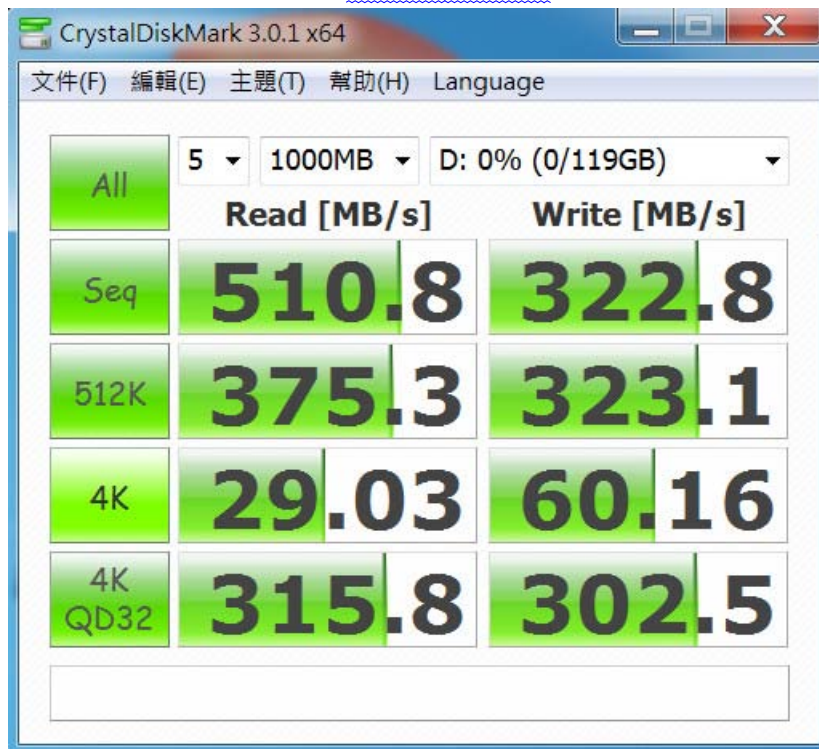 CrystalDiskMark 3.0.1 x64
文件(F) 編輯(E) 主題(T) 幫助(H) Language
All 5 1000MB D: 0% (0/119GB)
Read [MB/s] Write [MB/s]
Seq 510.8 322.8
512K 375.3 323.1
4K 29.03 60.16
4K QD32 315.8 302.5